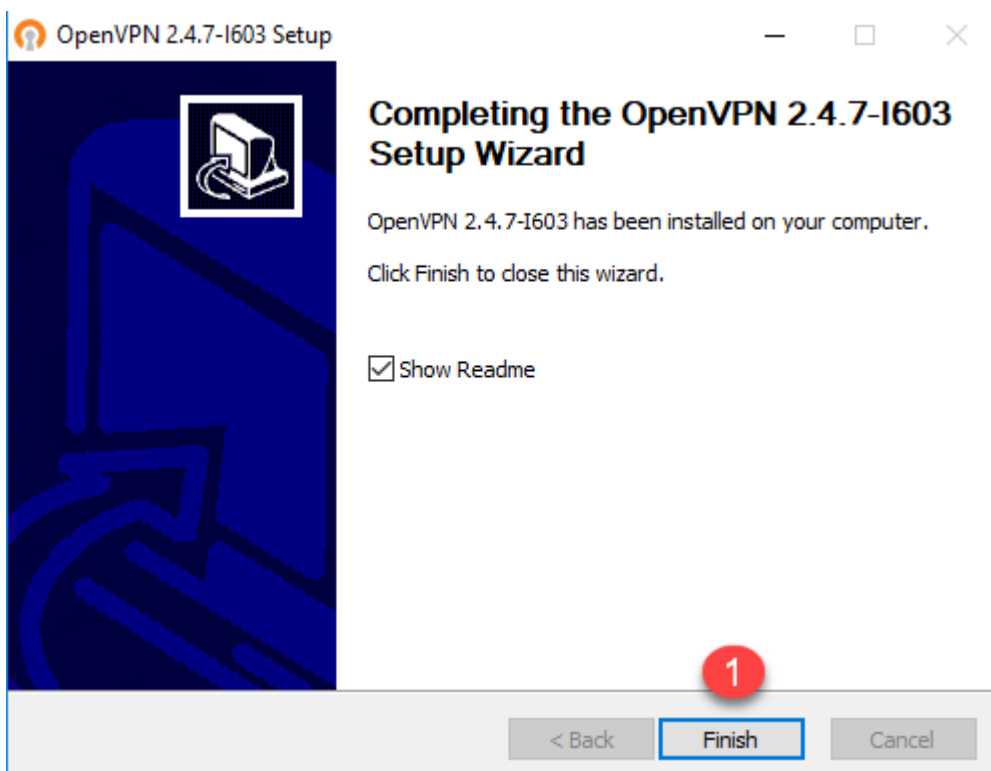 OpenVPN 2.4.7-I603 Setup
Completing the OpenVPN 2.4.7-I603
Setup Wizard
OpenVPN 2.4.7-I603 has been installed on your computer.
Click Finish to close this wizard.
Show Readme
1
< Back
Finish
Cancel